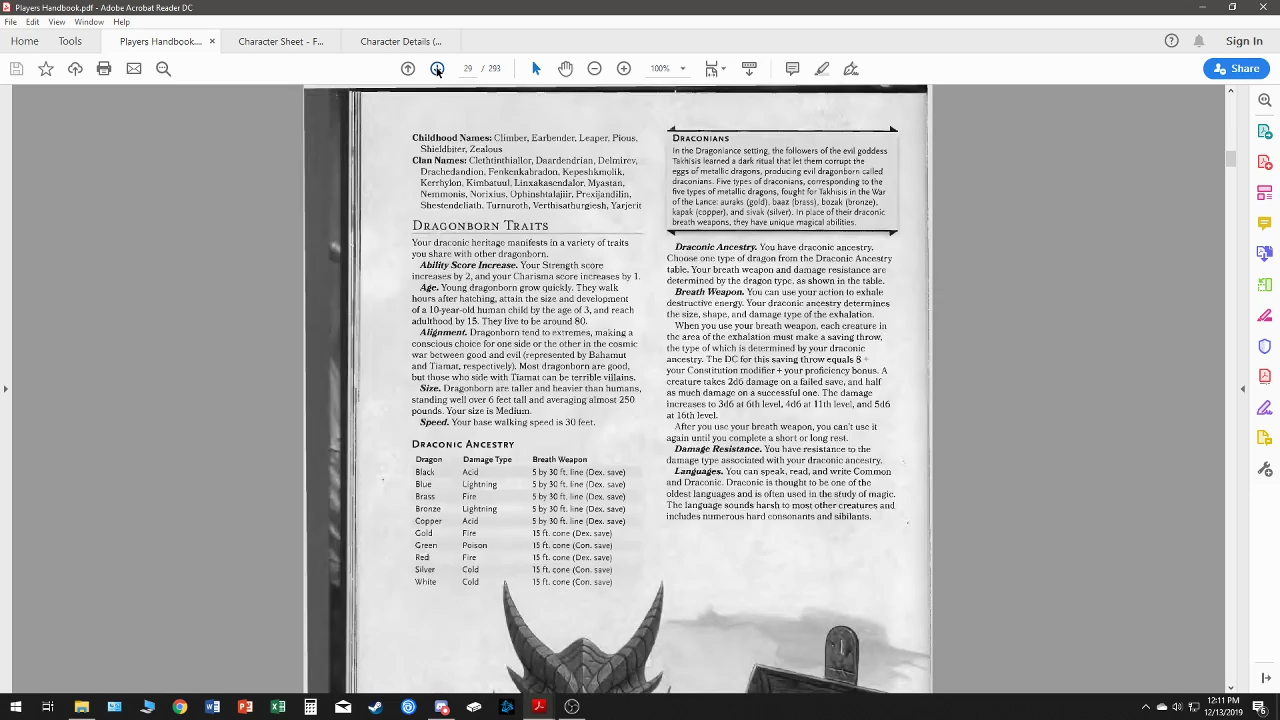 Players Handbook.pdf - Adobe Acrobat Reader DC
File Edit View Window Help
Home Tools Players Handbook.... × Character Sheet - F... Character Details (...
Sign In
29 / 293
100%
Share
Childhood Names: Climber, Earbender, Leaper, Pious,
Shieldbiter, Zealous
Clan Names: Clethtinthiallor, Daardendrian, Delmirev,
Drachedandion, Fenkenkabradon, Kepeshkmolik,
Kerrhylon, Kimbatuul, Linxakasendalor, Myastan,
Nemmonis, Norixius, Ophinshtalajiir, Prexijandilin,
Shestendeliath, Turnuroth, Verthisathurgiesh, Yarjerit
DRAGONBORN TRAITS
Your draconic heritage manifests in a variety of traits
you share with other dragonborn.
Ability Score Increase. Your Strength score
increases by 2, and your Charisma score increases by 1.
Age. Young dragonborn grow quickly. They walk
hours after hatching, attain the size and development
of a 10-year-old human child by the age of 3, and reach
adulthood by 15. They live to be around 80.
Alignment. Dragonborn tend to extremes, making a
conscious choice for one side or the other in the cosmic
war between good and evil (represented by Bahamut
and Tiamat, respectively). Most dragonborn are good,
but those who side with Tiamat can be terrible villains.
Size. Dragonborn are taller and heavier than humans,
standing well over 6 feet tall and averaging almost 250
pounds. Your size is Medium.
Speed. Your base walking speed is 30 feet.
DRACONIC ANCESTRY
Dragon Damage Type Breath Weapon
Black Acid 5 by 30 ft. line (Dex. save)
Blue Lightning 5 by 30 ft. line (Dex. save)
Brass Fire 5 by 30 ft. line (Dex. save)
Bronze Lightning 5 by 30 ft. line (Dex. save)
Copper Acid 5 by 30 ft. line (Dex. save)
Gold Fire 15 ft. cone (Dex. save)
Green Poison 15 ft. cone (Con. save)
Red Fire 15 ft. cone (Dex. save)
Silver Cold 15 ft. cone (Con. save)
White Cold 15 ft. cone (Con. save)
DRACONIANS
In the Dragonlance setting, the followers of the evil goddess
Takhisis learned a dark ritual that let them corrupt the
eggs of metallic dragons, producing evil dragonborn called
draconians. Five types of draconians, corresponding to the
five types of metallic dragons, fought for Takhisis in the War
of the Lance: auraks (gold), baaz (brass), bozak (bronze),
kapak (copper), and sivak (silver). In place of their draconic
breath weapons, they have unique magical abilities.
Draconic Ancestry. You have draconic ancestry.
Choose one type of dragon from the Draconic Ancestry
table. Your breath weapon and damage resistance are
determined by the dragon type, as shown in the table.
Breath Weapon. You can use your action to exhale
destructive energy. Your draconic ancestry determines
the size, shape, and damage type of the exhalation.
When you use your breath weapon, each creature in
the area of the exhalation must make a saving throw,
the type of which is determined by your draconic
ancestry. The DC for this saving throw equals 8 +
your Constitution modifier + your proficiency bonus. A
creature takes 2d6 damage on a failed save, and half
as much damage on a successful one. The damage
increases to 3d6 at 6th level, 4d6 at 11th level, and 5d6
at 16th level.
After you use your breath weapon, you can't use it
again until you complete a short or long rest.
Damage Resistance. You have resistance to the
damage type associated with your draconic ancestry.
Languages. You can speak, read, and write Common
and Draconic. Draconic is thought to be one of the
oldest languages and is often used in the study of magic.
The language sounds harsh to most other creatures and
includes numerous hard consonants and sibilants.
12:11 PM
12/13/2019